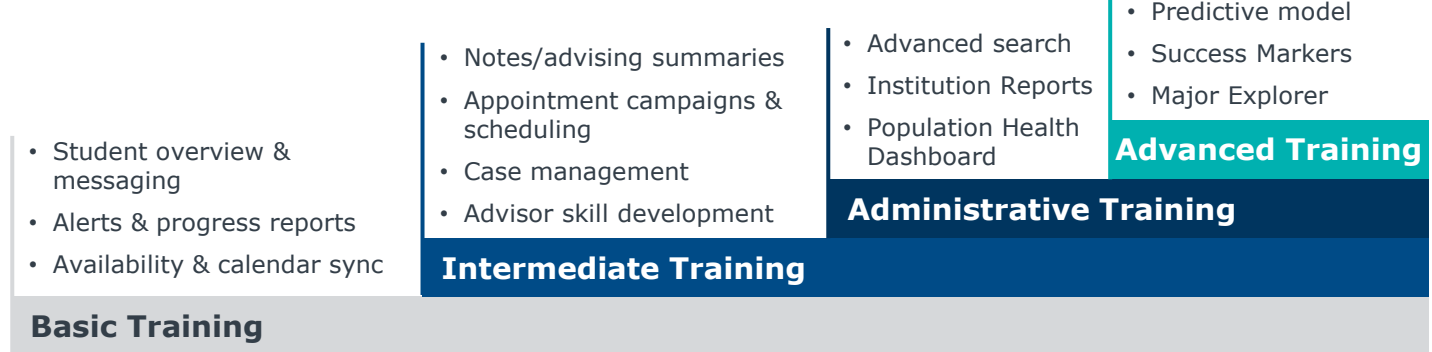 • Student overview &
messaging
• Alerts & progress reports
• Availability & calendar sync
Basic Training
• Notes/advising summaries
• Appointment campaigns &
scheduling
• Case management
• Advisor skill development
Intermediate Training
• Advanced search
• Institution Reports
• Population Health
Dashboard
Administrative Training
• Predictive model
• Success Markers
• Major Explorer
Advanced Training